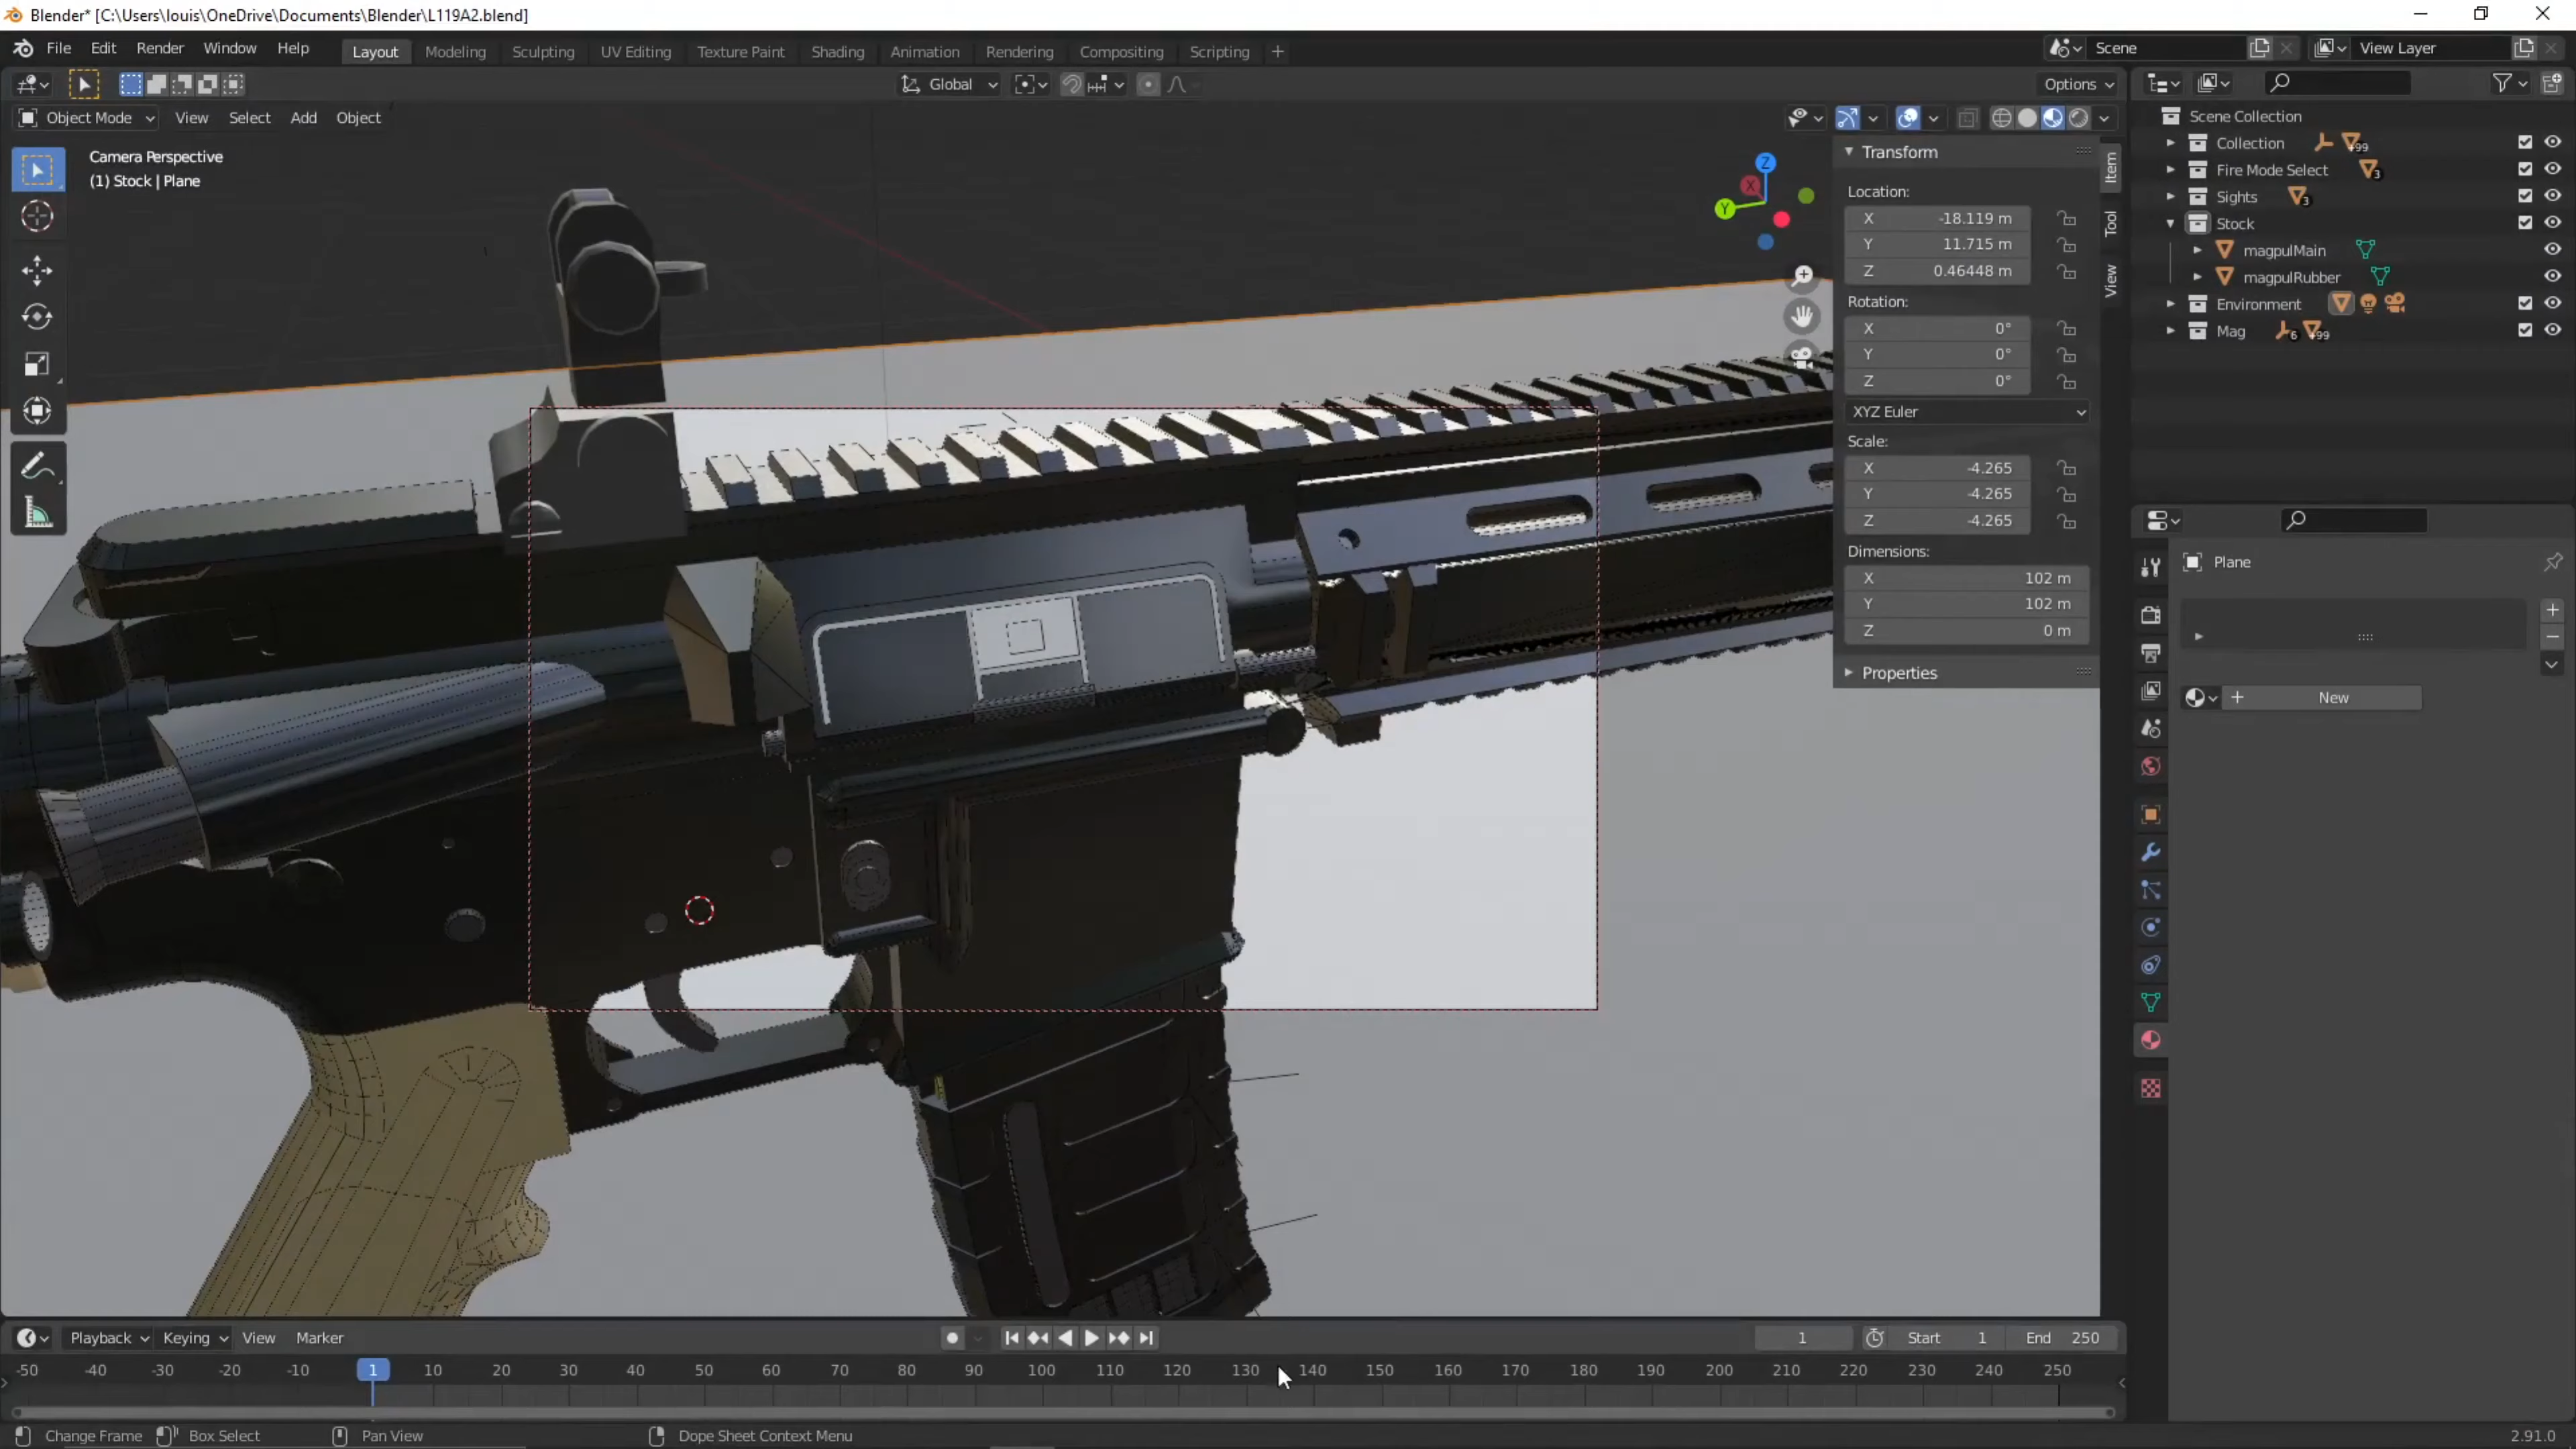 Blender* [C:\Users\louis\OneDrive\Documents\Blender\L119A2.blend]
File Edit Render Window Help Layout Modeling Sculpting UV Editing Texture Paint Shading Animation Rendering Compositing Scripting + Scene View Layer
Global Options
Object Mode View Select Add Object
Camera Perspective
(1) Stock | Plane
Z
X
Y
Transform
Location:
X -18.119 m
Y 11.715 m
Z 0.46448 m
Rotation:
X 0°
Y 0°
Z 0°
XYZ Euler
Scale:
X -4.265
Y -4.265
Z -4.265
Dimensions:
X 102 m
Y 102 m
Z 0 m
Properties
Item
Tool
View
Scene Collection
Collection +99
Fire Mode Select 3
Sights 3
Stock
magpulMain
magpulRubber
Environment
Mag 6 +99
Plane
+ New
Playback Keying View Marker 1 Start 1 End 250
-50 -40 -30 -20 -10 1 10 20 30 40 50 60 70 80 90 100 110 120 130 140 150 160 170 180 190 200 210 220 230 240 250
Change Frame Box Select Pan View Dope Sheet Context Menu 2.91.0